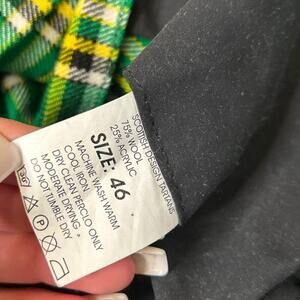 SCOTTISH DESIGN TARTANS
75% WOOL
25% ACRYLIC
SIZE: 46
MACHINE WASH WARM
COOL IRON
DRY CLEAN PERCLO ONLY
MODERATE DRYING
DO NOT TUMBLE DRY